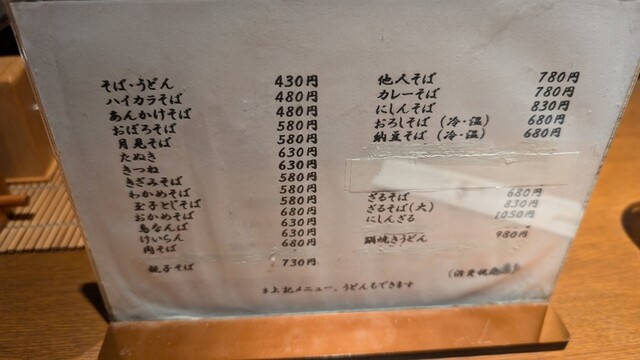 そば・うどん 430円
ハイカラそば 480円
あんかけそば 480円
おぼろそば 580円
月見そば 580円
たぬき 630円
きつね 630円
きざみそば 580円
わかめそば 580円
玉子とじそば 580円
おかめそば 680円
鳥なんば 630円
けいらん 630円
肉そば 680円
親子そば 730円
他人そば 780円
カレーそば 780円
にしんそば 830円
おろしそば (冷・温) 680円
納豆そば (冷・温) 680円
ざるそば 680円
ざるそば(大) 830円
にしんざる 1050円
鍋焼きうどん 980円
上記メニュー、うどんもできます